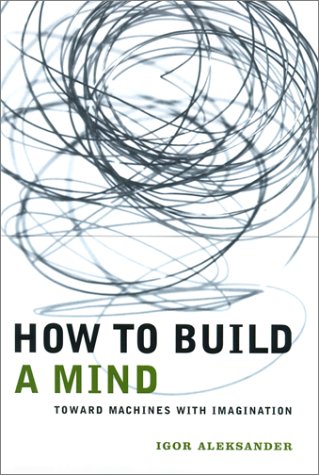 HOW TO BUILD
A MIND
TOWARD MACHINES WITH IMAGINATION
IGOR ALEKSANDER